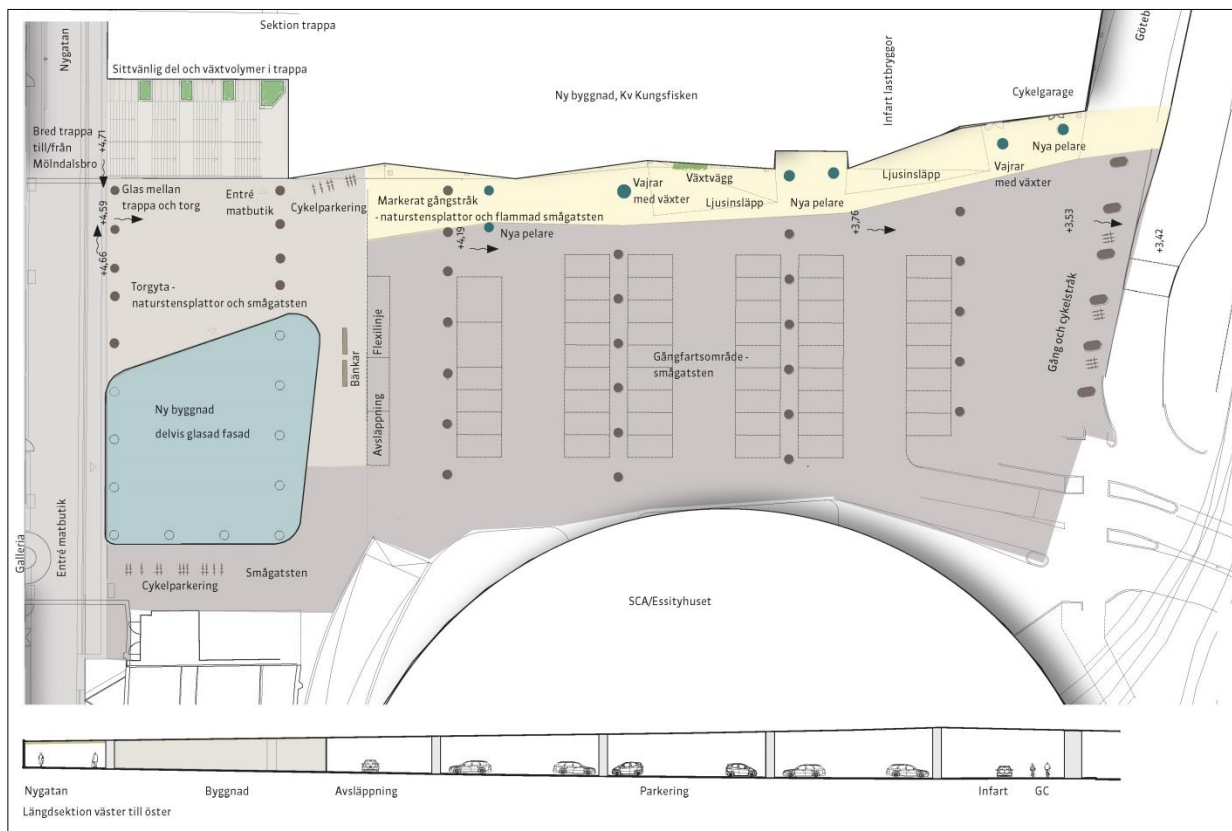 Sektion trappa
Nygatan
Göteb
Sittvänlig del och växtvolymer i trappa
Ny byggnad, Kv Kungsfisken
Infart lastbryggor
Cykelgarage
Bred trappa
till/från
Mölndalsbro
+4,71
Nya pelare
Glas mellan
trappa och torg
Entré
matbutik
Cykelparkering
Markerat gångstråk
- naturstensplattor och flammad smågatsten
Vajrar
med växter
Växtvägg
Ljusinsläpp
Nya pelare
Ljusinsläpp
Vajrar
med växter
+4,59
+4,66
+4,19
Nya pelare
+3,76
+3,53
+3,42
Torgyta -
naturstensplattor och smågatsten
Flexilinje
Bänkar
Avsläppning
Gångfartsområde -
smågatsten
Gång och cykelstråk
Ny byggnad
delvis glasad fasad
Galleria
Entré matbutik
Cykelparkering
Smågatsten
SCA/Essityhuset
Nygatan
Byggnad
Avsläppning
Parkering
Infart
GC
Längdsektion väster till öster